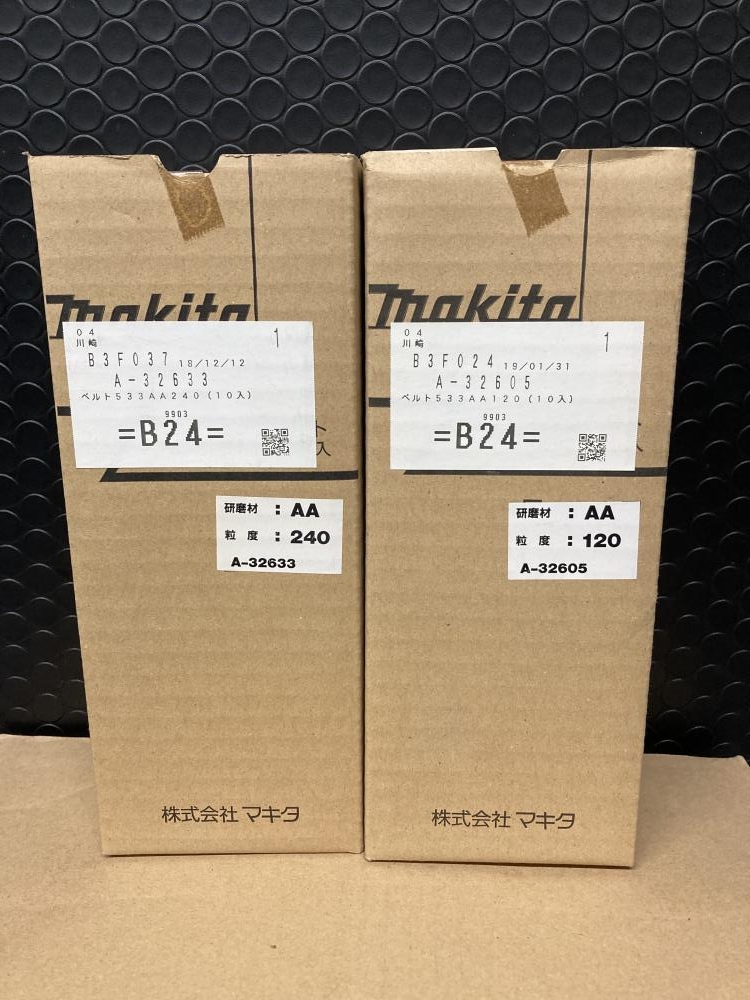 makita
04
川崎
1
B3F037 18/12/12
A-32633
ベルト533AA240(10入)
9903
=B24=
ト
入
研磨材 : AA
粒 度 : 240
A-32633
株式会社 マキタ
makita
04
川崎
1
B3F024 19/01/31
A-32605
ベルト533AA120(10入)
9903
=B24=
ト
入
研磨材 : AA
粒 度 : 120
A-32605
株式会社 マキタ